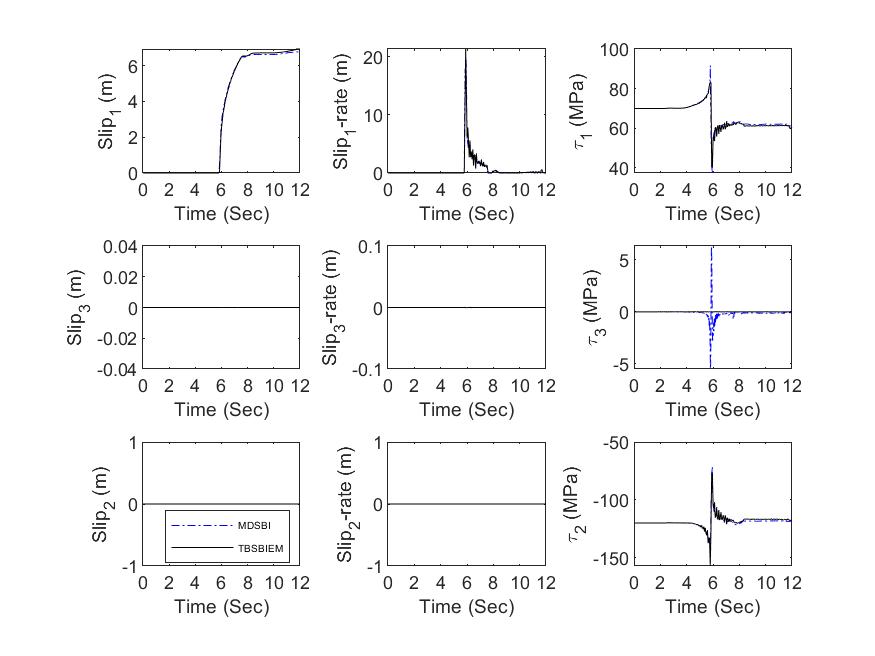 Slip1 (m)
6
4
2
0
0 2 4 6 8 10 12
Time (Sec)
Slip1-rate (m)
20
10
0
0 2 4 6 8 10 12
Time (Sec)
τ1 (MPa)
100
80
60
40
0 2 4 6 8 10 12
Time (Sec)
Slip3 (m)
0.04
0.02
0
-0.02
-0.04
0 2 4 6 8 10 12
Time (Sec)
Slip3-rate (m)
0.1
0
-0.1
0 2 4 6 8 10 12
Time (Sec)
τ3 (MPa)
5
0
-5
0 2 4 6 8 10 12
Time (Sec)
Slip2 (m)
1
0
-1
MDSBI
TBSBIEM
0 2 4 6 8 10 12
Time (Sec)
Slip2-rate (m)
1
0
-1
0 2 4 6 8 10 12
Time (Sec)
τ2 (MPa)
-50
-100
-150
0 2 4 6 8 10 12
Time (Sec)